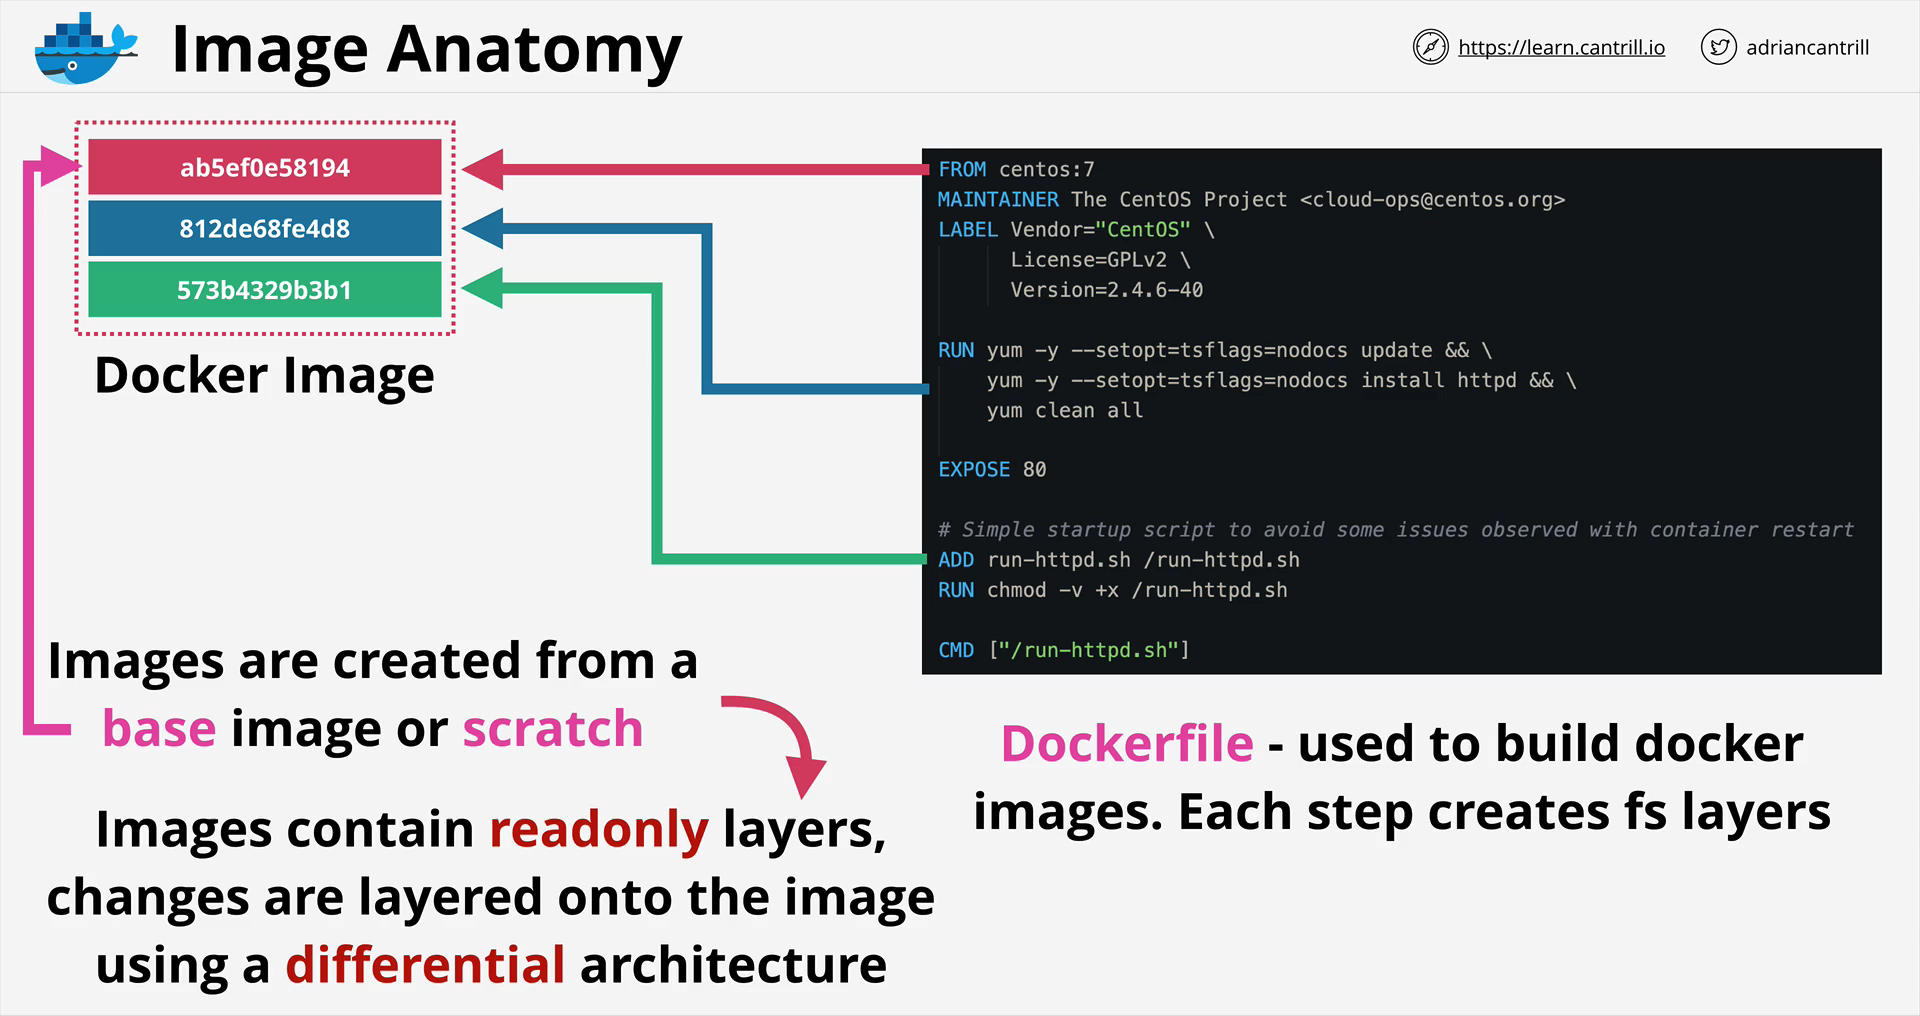 Image Anatomy
https://learn.cantrill.io
adriancantrill
ab5ef0e58194
812de68fe4d8
573b4329b3b1
Docker Image
FROM centos:7
MAINTAINER The CentOS Project <cloud-ops@centos.org>
LABEL Vendor="CentOS" \
License=GPLv2 \
Version=2.4.6-40
RUN yum -y --setopt=tsflags=nodocs update && \
yum -y --setopt=tsflags=nodocs install httpd && \
yum clean all
EXPOSE 80
# Simple startup script to avoid some issues observed with container restart
ADD run-httpd.sh /run-httpd.sh
RUN chmod -v +x /run-httpd.sh
CMD ["/run-httpd.sh"]
Images are created from a
base image or scratch
Images contain readonly layers,
changes are layered onto the image
using a differential architecture
Dockerfile - used to build docker
images. Each step creates fs layers